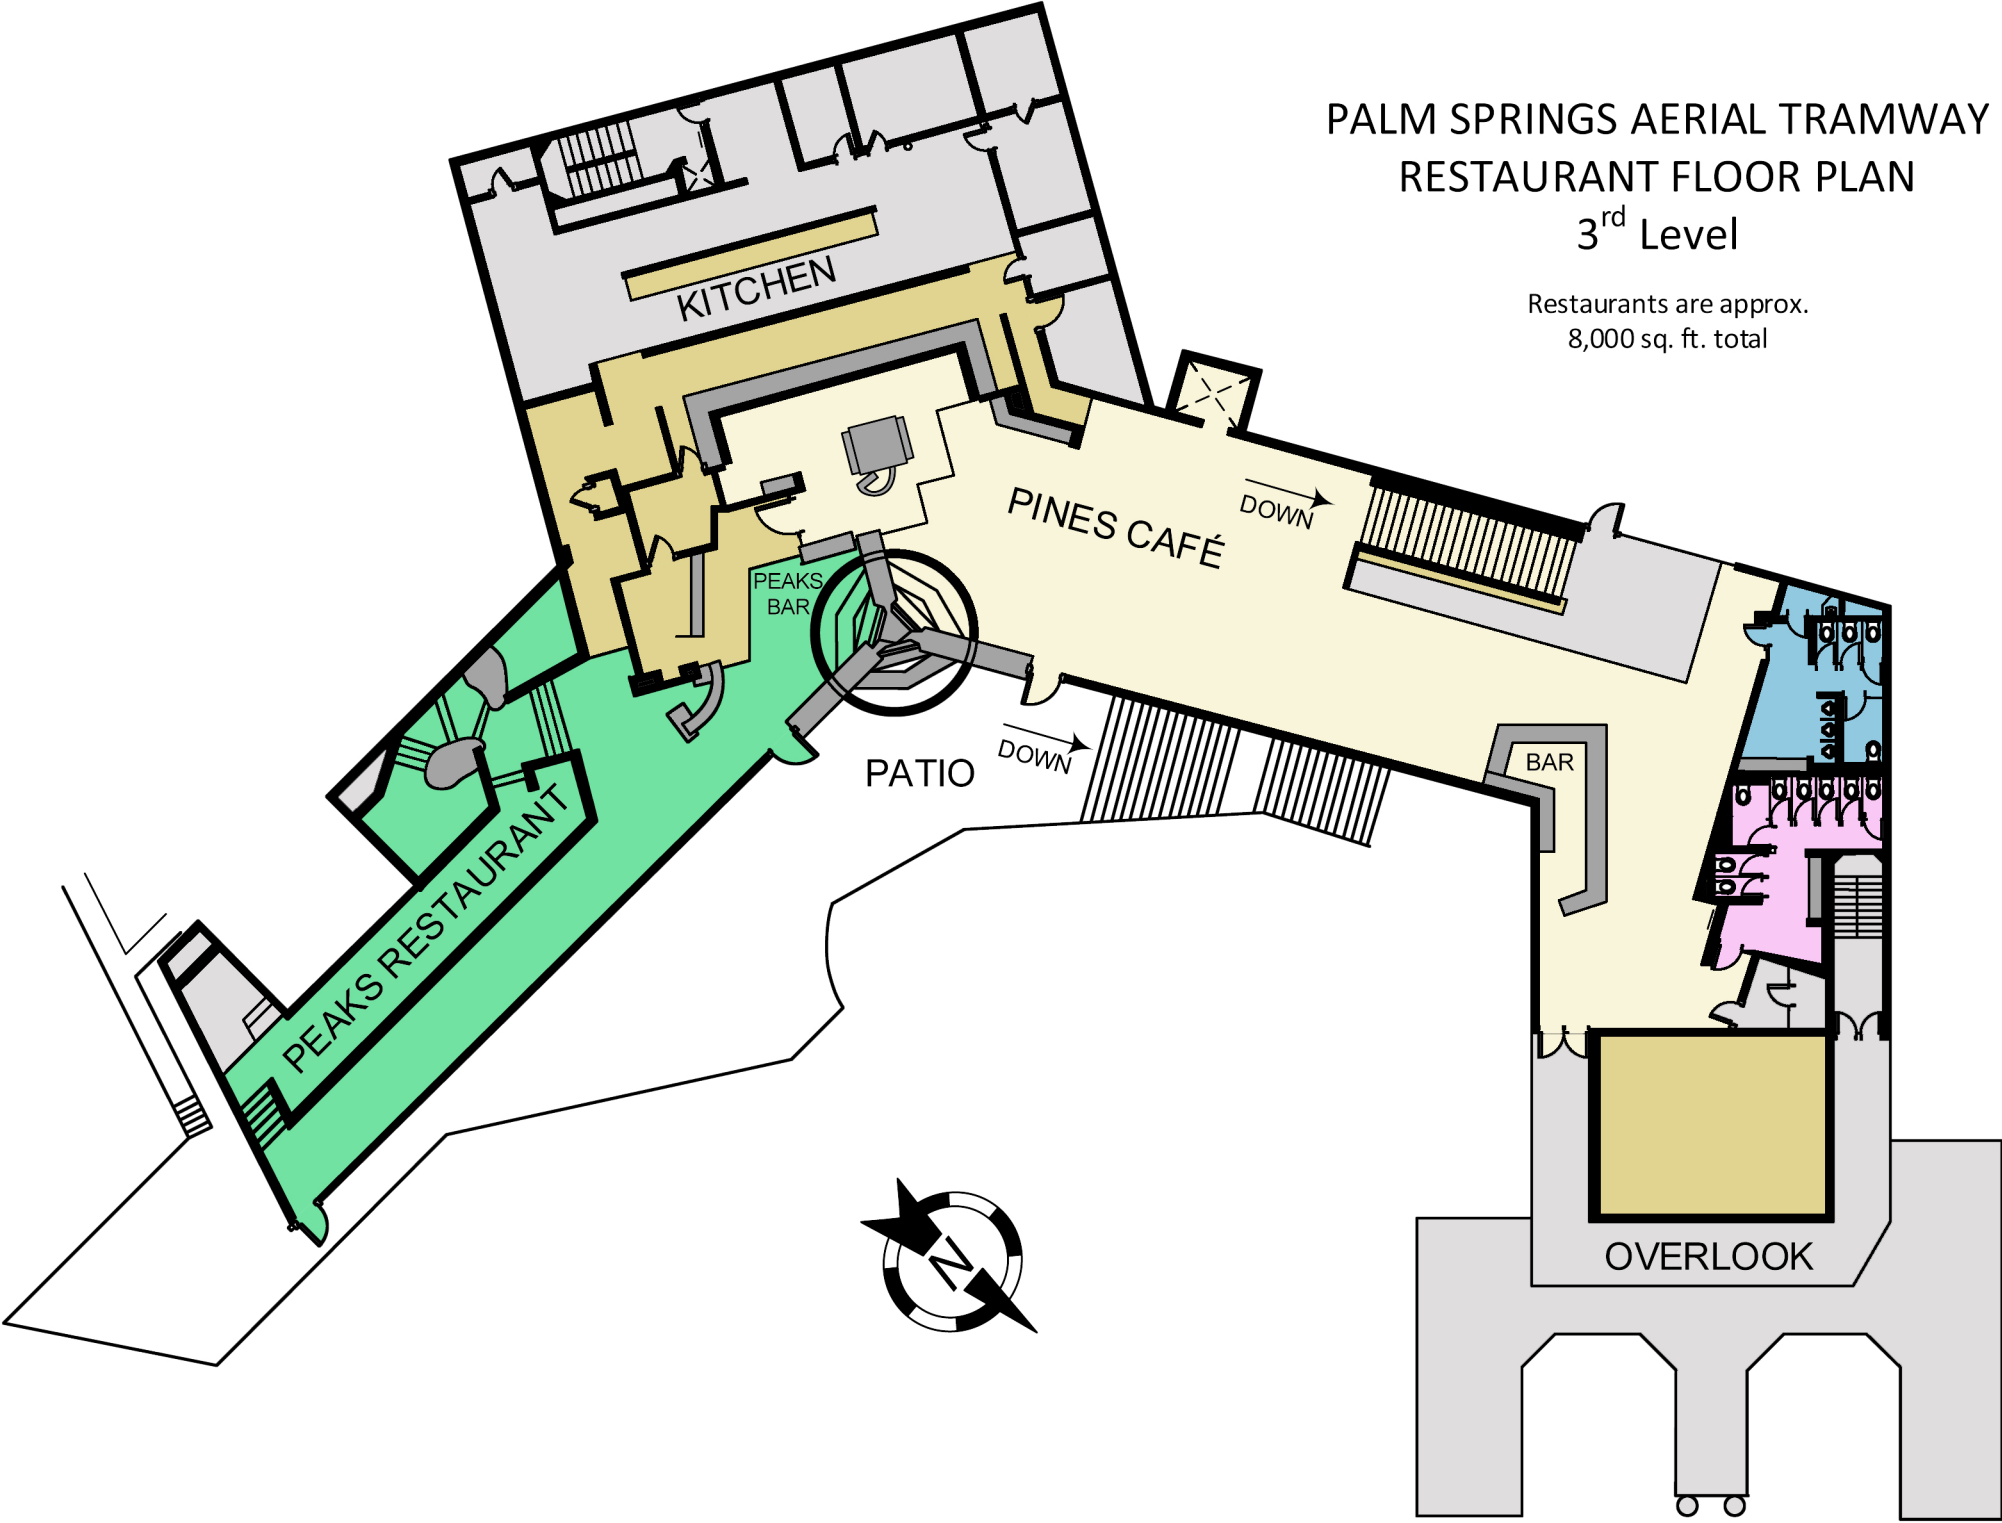 PALM SPRINGS AERIAL TRAMWAY
RESTAURANT FLOOR PLAN
3rd Level
Restaurants are approx.
8,000 sq. ft. total
KITCHEN
PINES CAFÉ
DOWN
PEAKS
BAR
PATIO
DOWN
BAR
PEAKS RESTAURANT
N
OVERLOOK